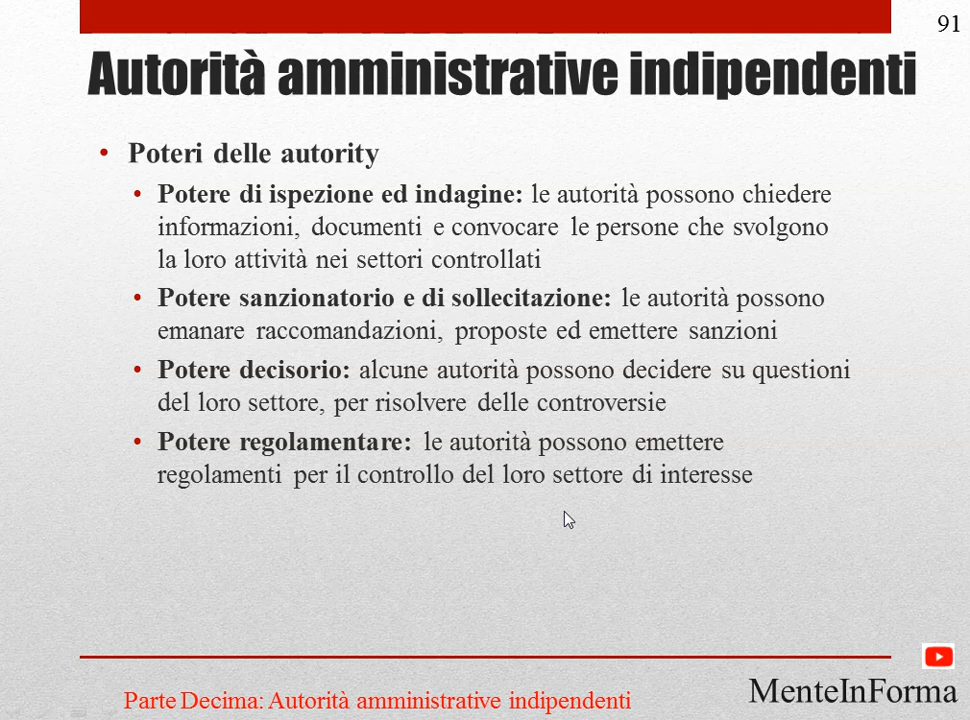 91
Autorità amministrative indipendenti
• Poteri delle autority
• Potere di ispezione ed indagine: le autorità possono chiedere
informazioni, documenti e convocare le persone che svolgono
la loro attività nei settori controllati
• Potere sanzionatorio e di sollecitazione: le autorità possono
emanare raccomandazioni, proposte ed emettere sanzioni
• Potere decisorio: alcune autorità possono decidere su questioni
del loro settore, per risolvere delle controversie
• Potere regolamentare: le autorità possono emettere
regolamenti per il controllo del loro settore di interesse
Parte Decima: Autorità amministrative indipendenti
MenteInForma